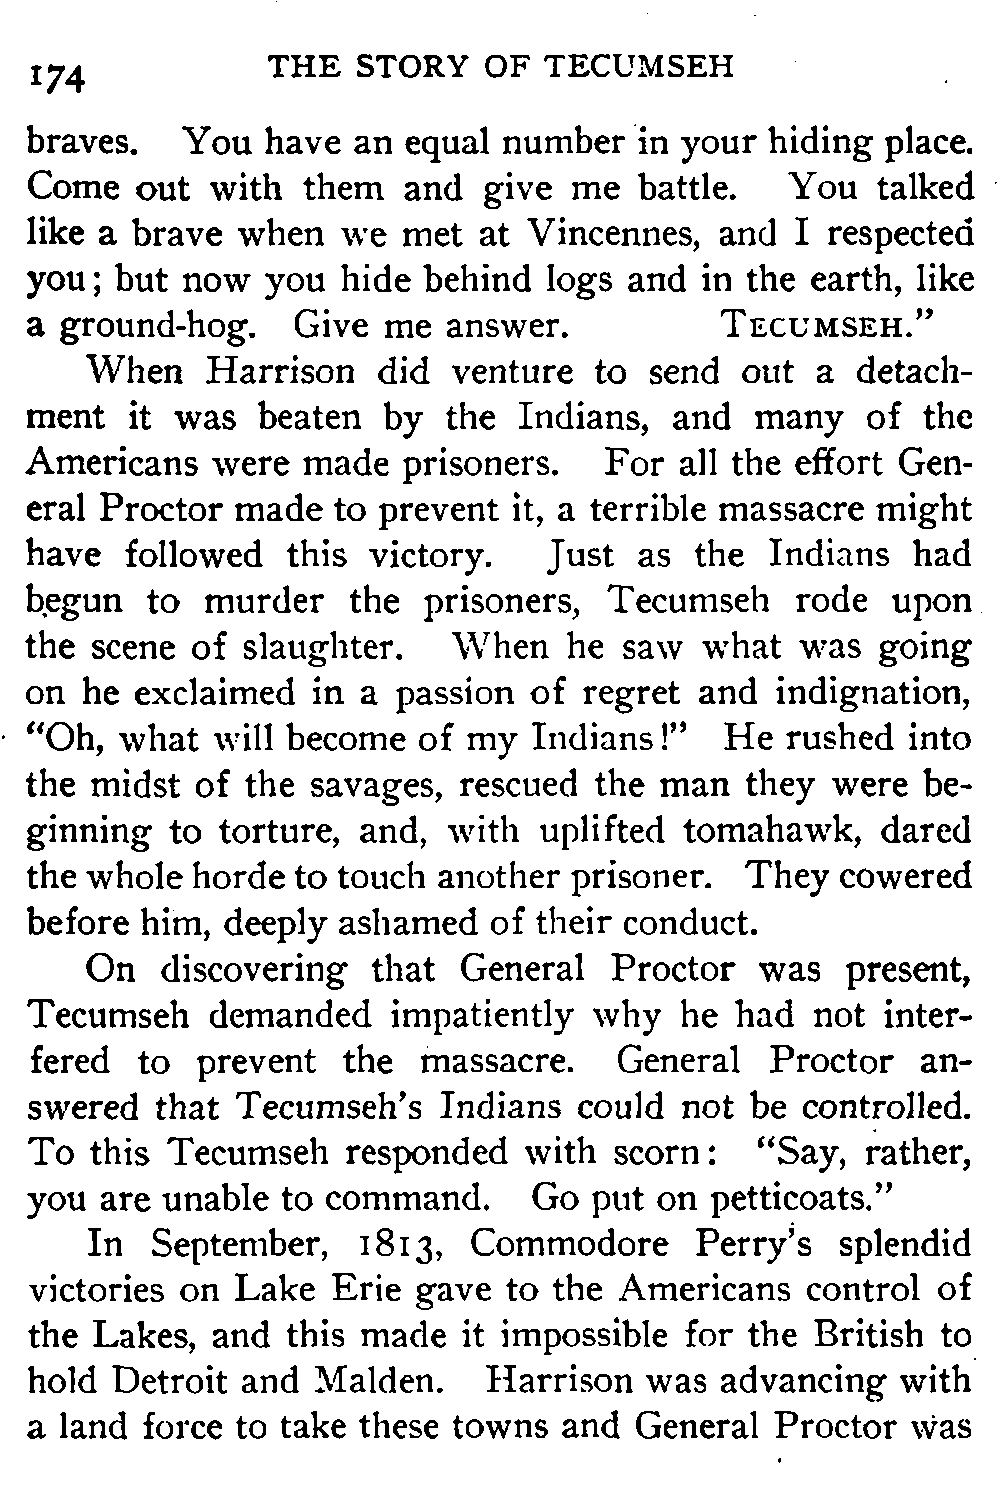 174 THE STORY OF TECUMSEH
braves. You have an equal number in your hiding place.
Come out with them and give me battle. You talked
like a brave when we met at Vincennes, and I respected
you; but now you hide behind logs and in the earth, like
a ground-hog. Give me answer. TECUMSEH."
When Harrison did venture to send out a detach-
ment it was beaten by the Indians, and many of the
Americans were made prisoners. For all the effort Gen-
eral Proctor made to prevent it, a terrible massacre might
have followed this victory. Just as the Indians had
begun to murder the prisoners, Tecumseh rode upon
the scene of slaughter. When he saw what was going
on he exclaimed in a passion of regret and indignation,
"Oh, what will become of my Indians!" He rushed into
the midst of the savages, rescued the man they were be-
ginning to torture, and, with uplifted tomahawk, dared
the whole horde to touch another prisoner. They cowered
before him, deeply ashamed of their conduct.
On discovering that General Proctor was present,
Tecumseh demanded impatiently why he had not inter-
fered to prevent the massacre. General Proctor an-
swered that Tecumseh's Indians could not be controlled.
To this Tecumseh responded with scorn: "Say, rather,
you are unable to command. Go put on petticoats."
In September, 1813, Commodore Perry's splendid
victories on Lake Erie gave to the Americans control of
the Lakes, and this made it impossible for the British to
hold Detroit and Malden. Harrison was advancing with
a land force to take these towns and General Proctor was